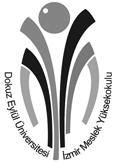 Dokuz Eylül Üniversitesi
İzmir Meslek Yüksekokulu